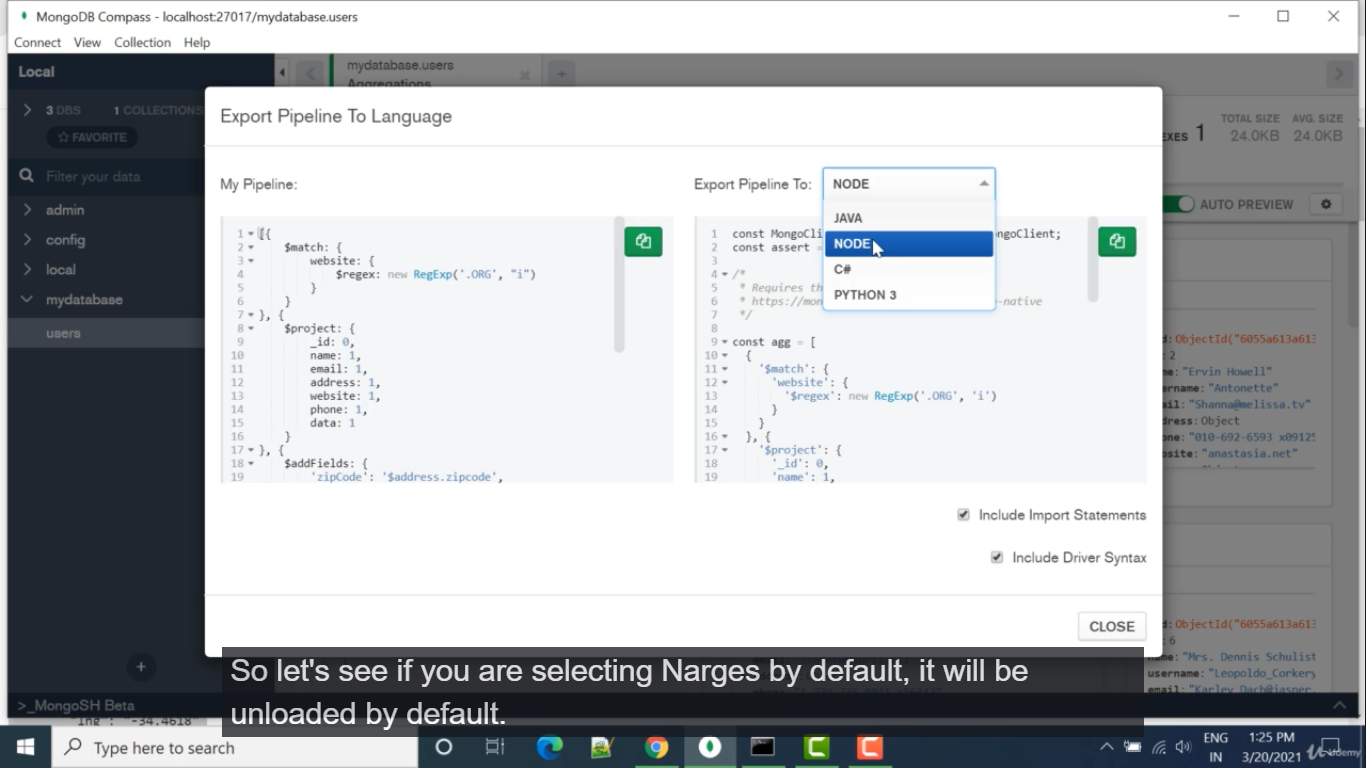 MongoDB Compass - localhost:27017/mydatabase.users
Connect View Collection Help
Local
mydatabase.users
Aggregations
3 DBS 1 COLLECTIONS
FAVORITE
Filter your data
admin
config
local
mydatabase
users
>_MongoSH Beta
1
TOTAL SIZE AVG. SIZE
24.0KB 24.0KB
AUTO PREVIEW
Export Pipeline To Language
My Pipeline:
1 [{
2 $match: {
3 website: {
4 $regex: new RegExp('.ORG', "i")
5 }
6 }
7 }, {
8 $project: {
9 _id: 0,
10 name: 1,
11 email: 1,
12 address: 1,
13 website: 1,
14 phone: 1,
15 data: 1
16 }
17 }, {
18 $addFields: {
19 'zipCode': '$address.zipcode',
Export Pipeline To: NODE
JAVA
NODE
C#
PYTHON 3
1 const MongoCli ngoClient;
2 const assert =
3
4 /*
5 * Requires th
6 * https://mon -native
7 */
8
9 const agg = [
10 {
11 '$match': {
12 'website': {
13 '$regex': new RegExp('.ORG', 'i')
14 }
15 }
16 }, {
17 '$project': {
18 '_id': 0,
19 'name': 1,
Include Import Statements
Include Driver Syntax
CLOSE
d: ObjectId("6055a613a613
: 2
me: "Ervin Howell"
ername: "Antonette"
ail: "Shanna@melissa.tv"
dress: Object
one: "010-692-6593 x09125
bsite: "anastasia.net"
d: ObjectId("6055a613a613
: 6
name: "Mrs. Dennis Schulist
username: "Leopoldo_Corkery
email: "Karley_Dach@jasper.
lng : "-34.4618"
So let's see if you are selecting Narges by default, it will be
unloaded by default.
Type here to search
ENG
IN
1:25 PM
3/20/2021
Udemy